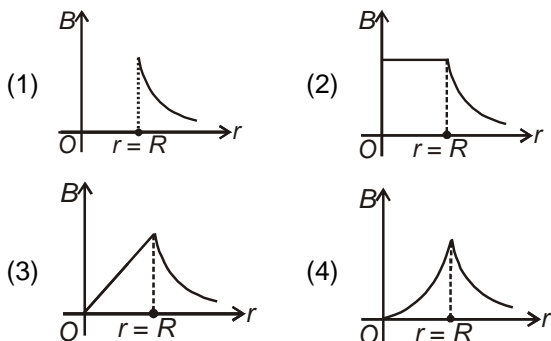 B B
(1) (2)
O r = R r O r = R r
B B
(3) (4)
O r = R r O r = R r